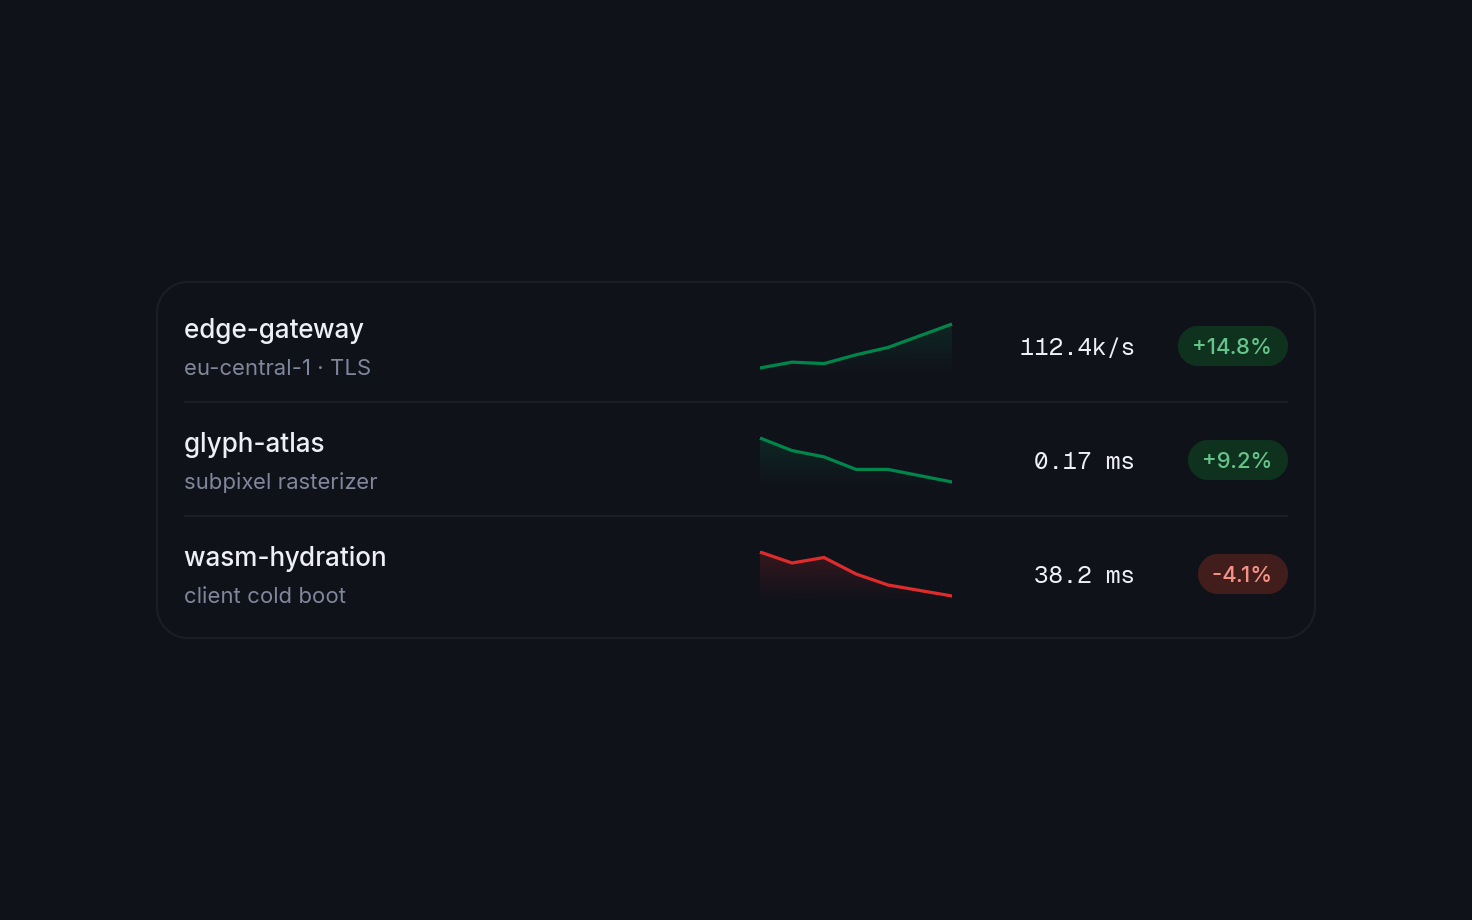 edge-gateway
eu-central-1 · TLS
112.4k/s
+14.8%
glyph-atlas
subpixel rasterizer
0.17 ms
+9.2%
wasm-hydration
client cold boot
38.2 ms
-4.1%